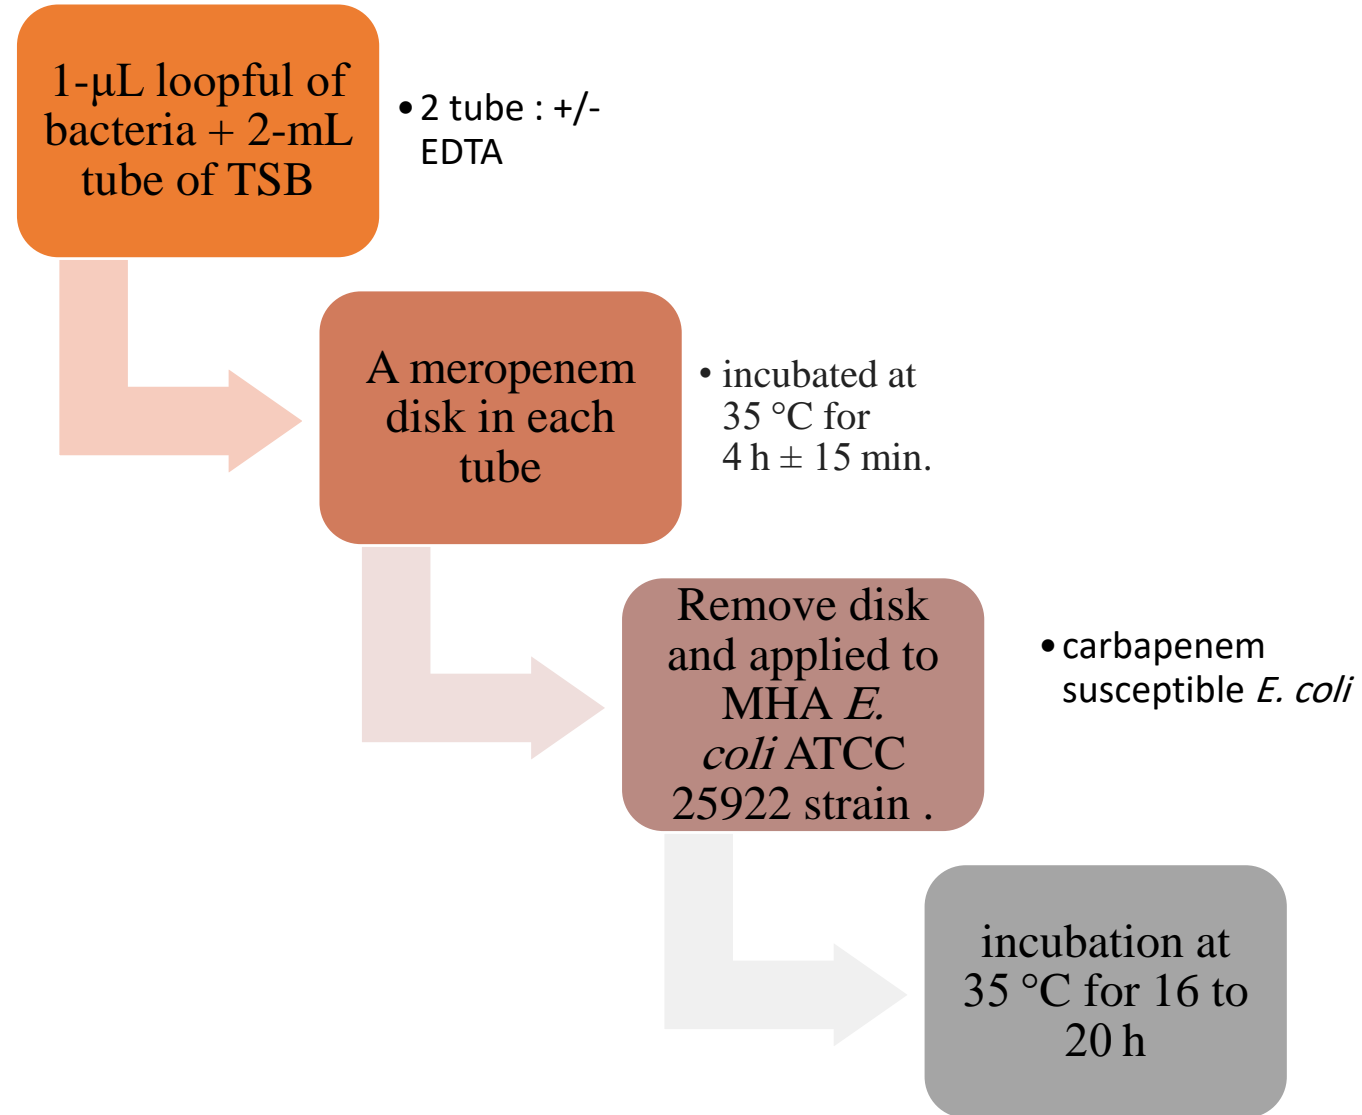 1-μL loopful of
bacteria + 2-mL
tube of TSB
• 2 tube : +/-
EDTA
A meropenem
disk in each
tube
• incubated at
35 °C for
4 h ± 15 min.
Remove disk
and applied to
MHA E.
coli ATCC
25922 strain .
• carbapenem
susceptible E. coli
incubation at
35 °C for 16 to
20 h